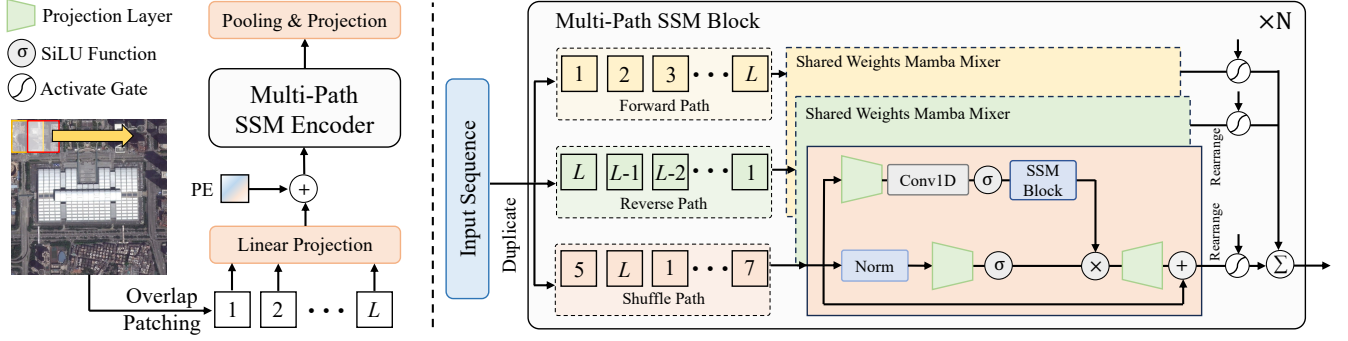 Projection Layer
σ
SiLU Function
Activate Gate
Pooling & Projection
Multi-Path
SSM Encoder
PE
+
Linear Projection
Overlap
Patching
1 2 ••• L
Input Sequence
Duplicate
Multi-Path SSM Block
×N
1 2 3 ••• L
Forward Path
L L-1 L-2 ••• 1
Reverse Path
5 L 1 ••• 7
Shuffle Path
Shared Weights Mamba Mixer
Shared Weights Mamba Mixer
Conv1D
σ
SSM
Block
Norm
σ
×
+
Rearrange
Rearrange
Σ